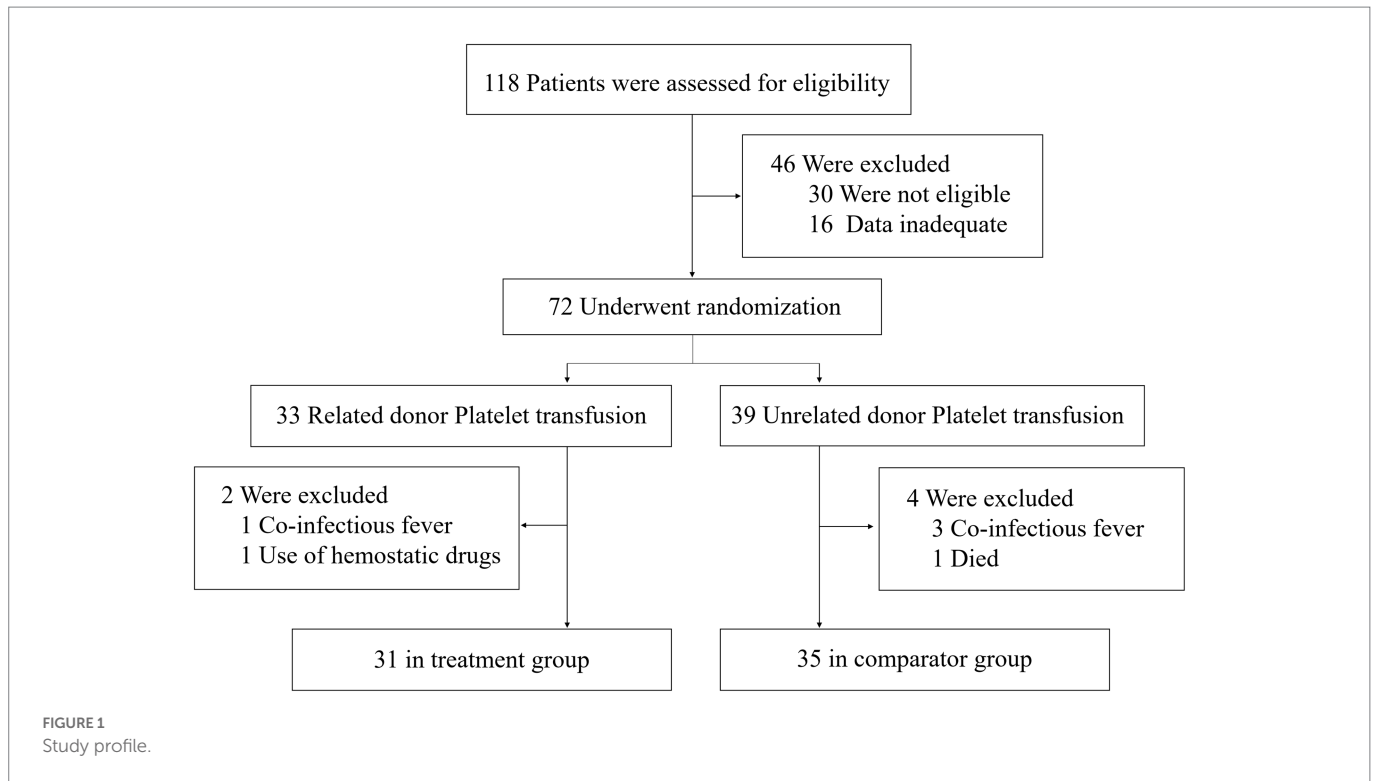 118 Patients were assessed for eligibility
46 Were excluded
30 Were not eligible
16 Data inadequate
72 Underwent randomization
33 Related donor Platelet transfusion
39 Unrelated donor Platelet transfusion
2 Were excluded
1 Co-infectious fever
1 Use of hemostatic drugs
4 Were excluded
3 Co-infectious fever
1 Died
31 in treatment group
35 in comparator group
FIGURE 1
Study profile.